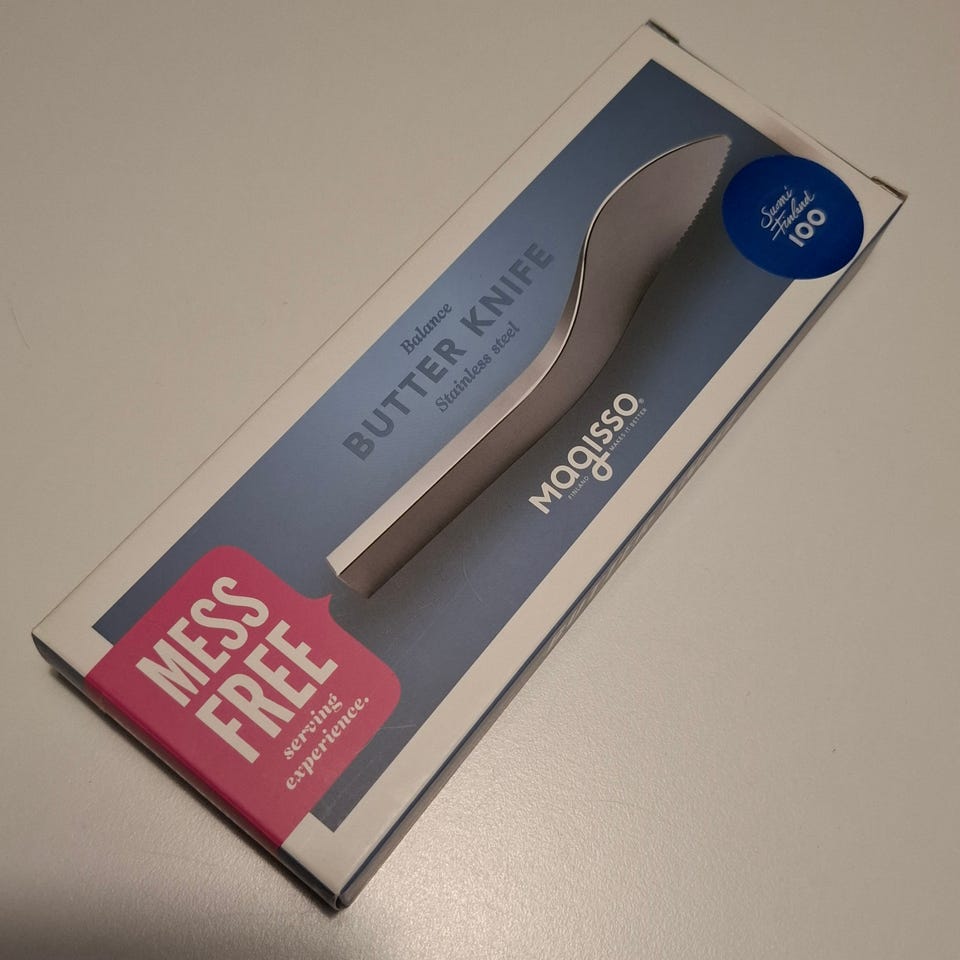 Suomi
Finland
100
Balance
BUTTER KNIFE
Stainless steel
magisso®
FINLAND MAKES IT BETTER
MESS
FREE
serving
experience.